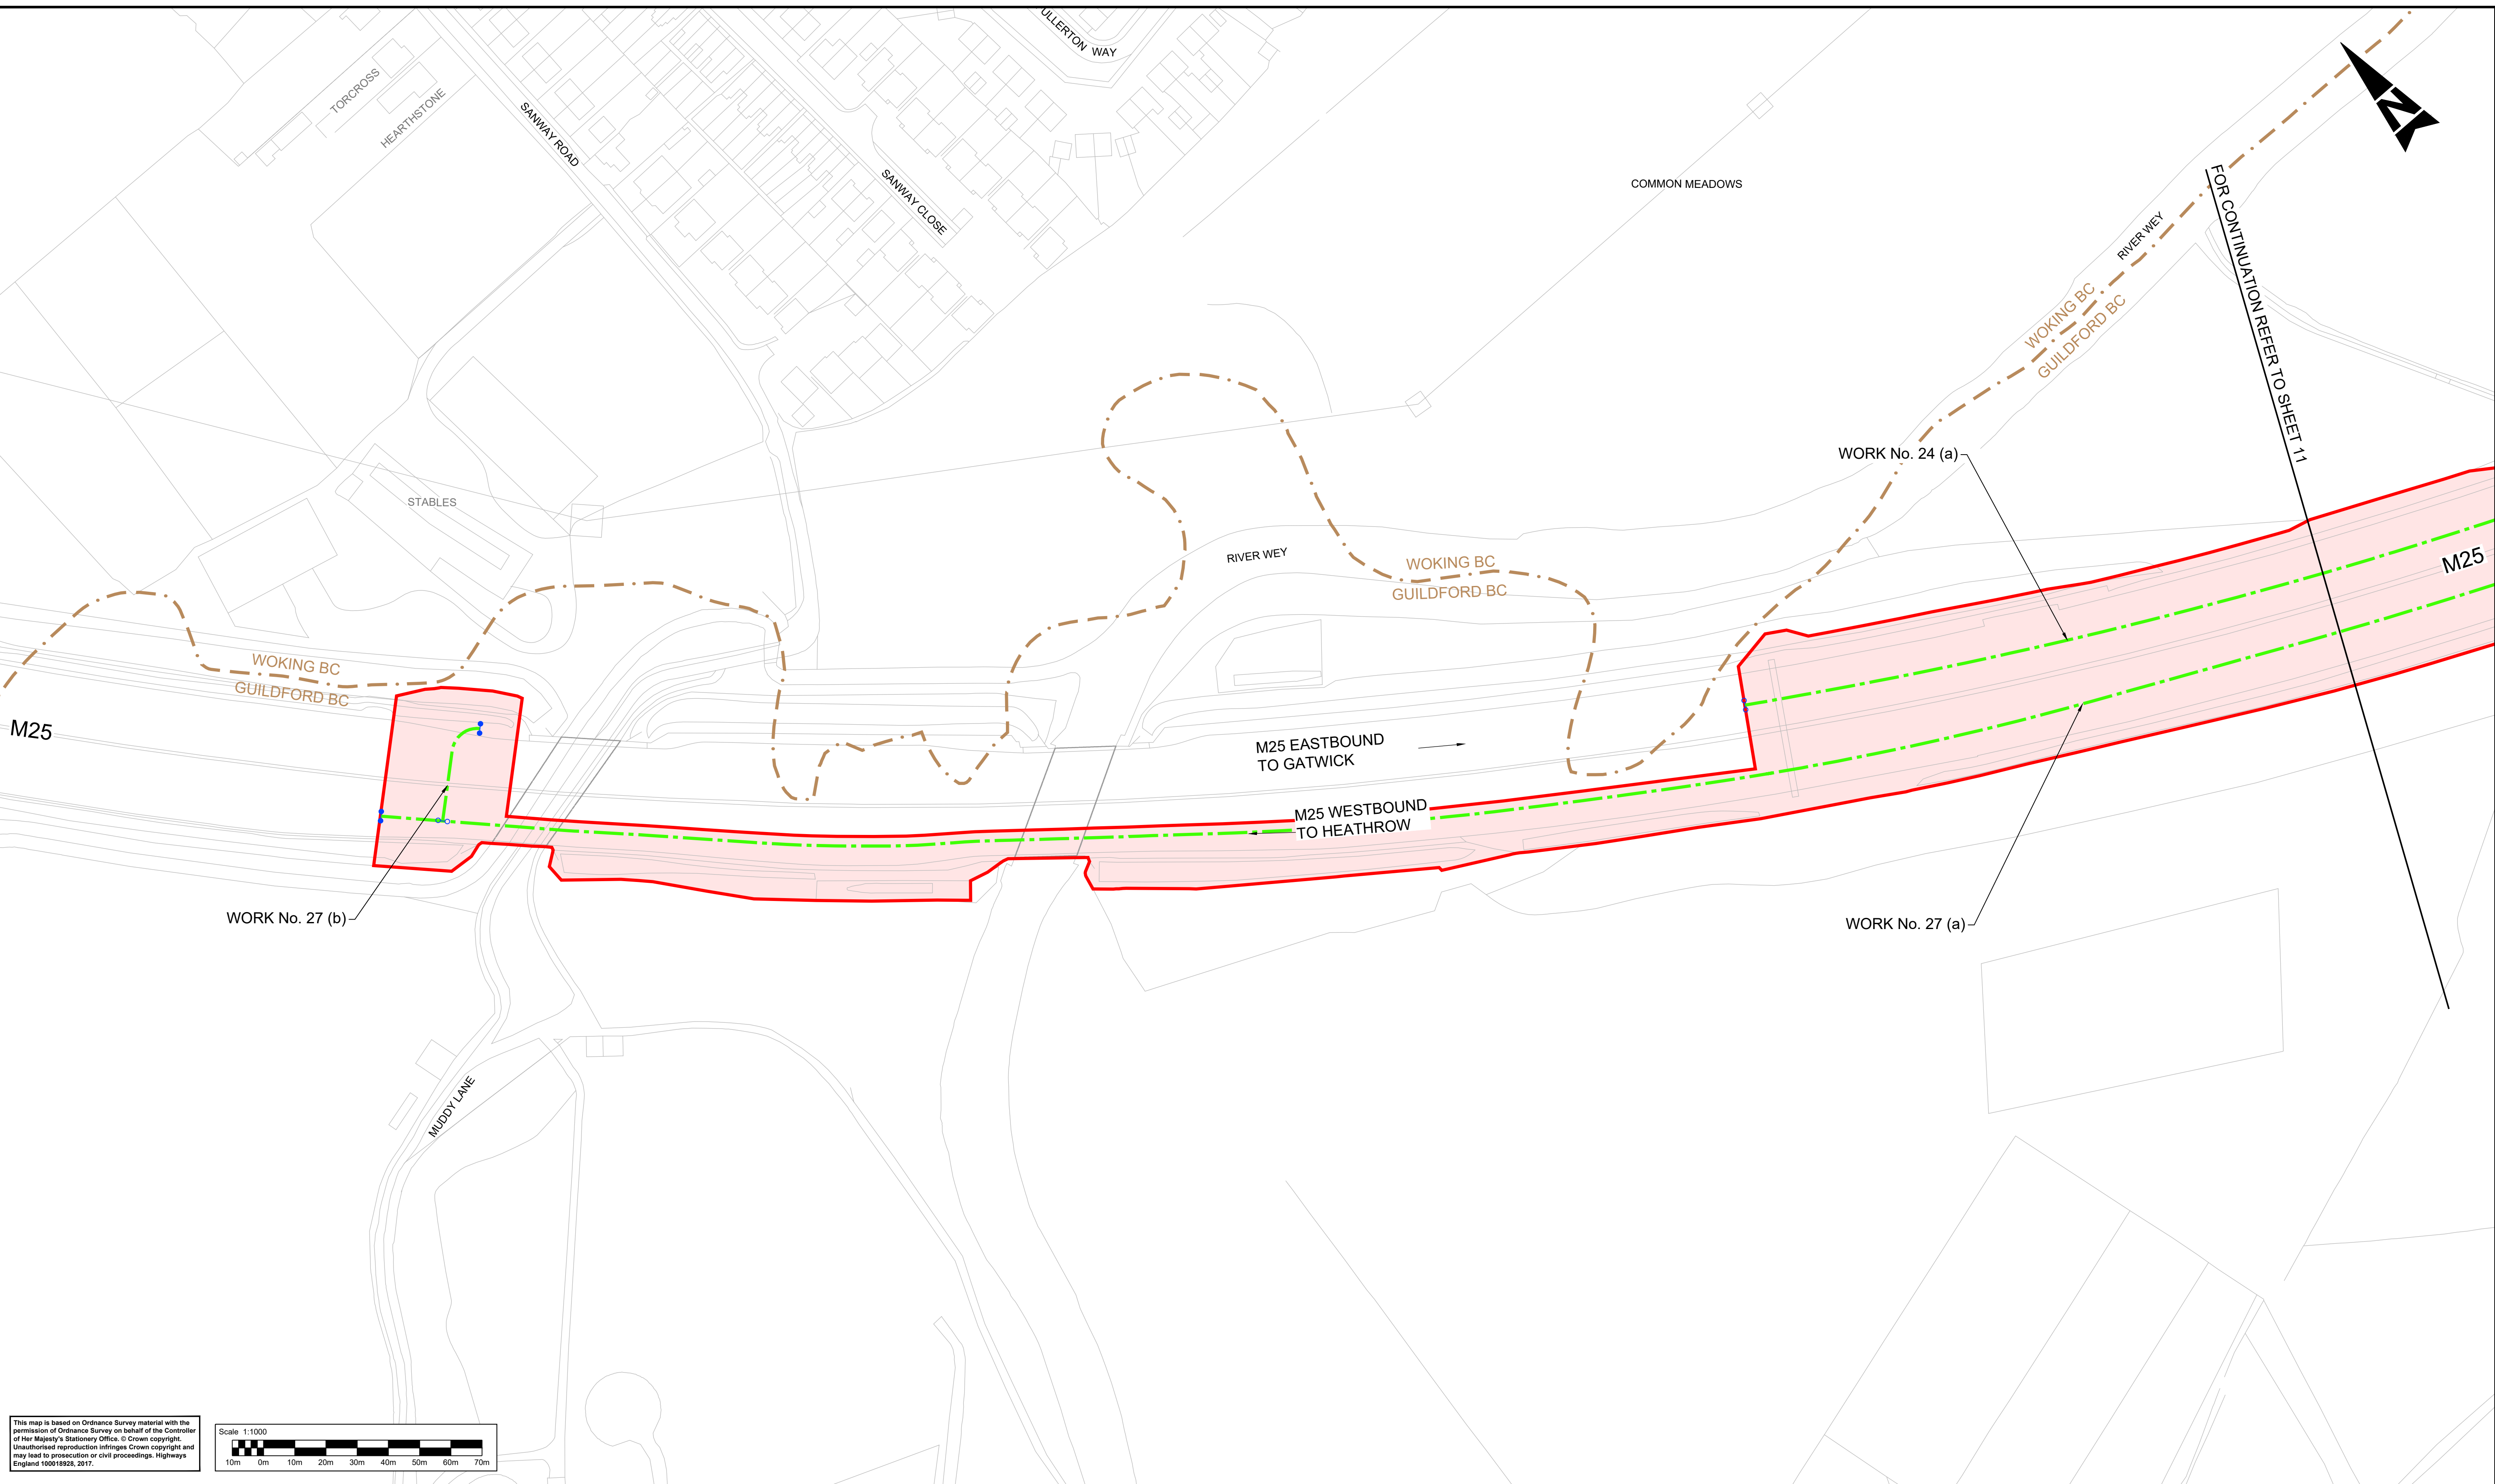 ULLERTON WAY
TORCROSS
HEARTHSTONE
SANWAY ROAD
SANWAY CLOSE
COMMON MEADOWS
N
RIVER WEY
FOR CONTINUATION REFER TO SHEET 11
WOKING BC
GUILDFORD BC
WORK No. 24 (a)
STABLES
RIVER WEY
WOKING BC
GUILDFORD BC
M25
WOKING BC
GUILDFORD BC
M25
M25 EASTBOUND
TO GATWICK
M25 WESTBOUND
TO HEATHROW
WORK No. 27 (b)
WORK No. 27 (a)
MUDDY LANE
This map is based on Ordnance Survey material with the
permission of Ordnance Survey on behalf of the Controller
of Her Majesty's Stationery Office. © Crown copyright.
Unauthorised reproduction infringes Crown copyright and
may lead to prosecution or civil proceedings. Highways
England 100018928, 2017.
Scale 1:1000
10m 0m 10m 20m 30m 40m 50m 60m 70m